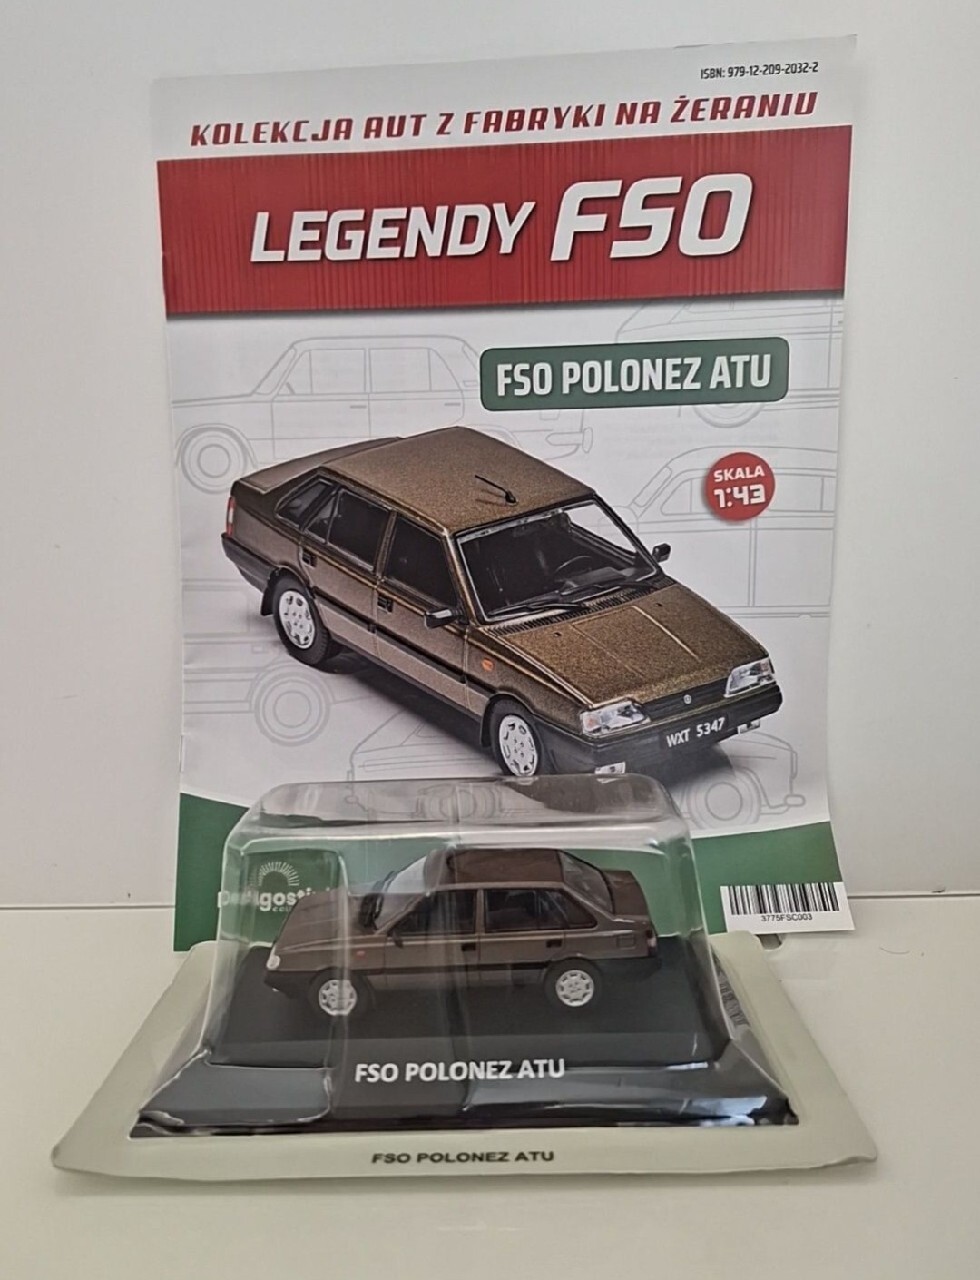 ISBN: 979-12-209-2032-2
KOLEKCJA AUT Z FABRYKI NA ŻERANIU
LEGENDY FSO
FSO POLONEZ ATU
SKALA
1:43
WXT 5347
3775FSC003
FSO POLONEZ ATU
FSO POLONEZ ATU